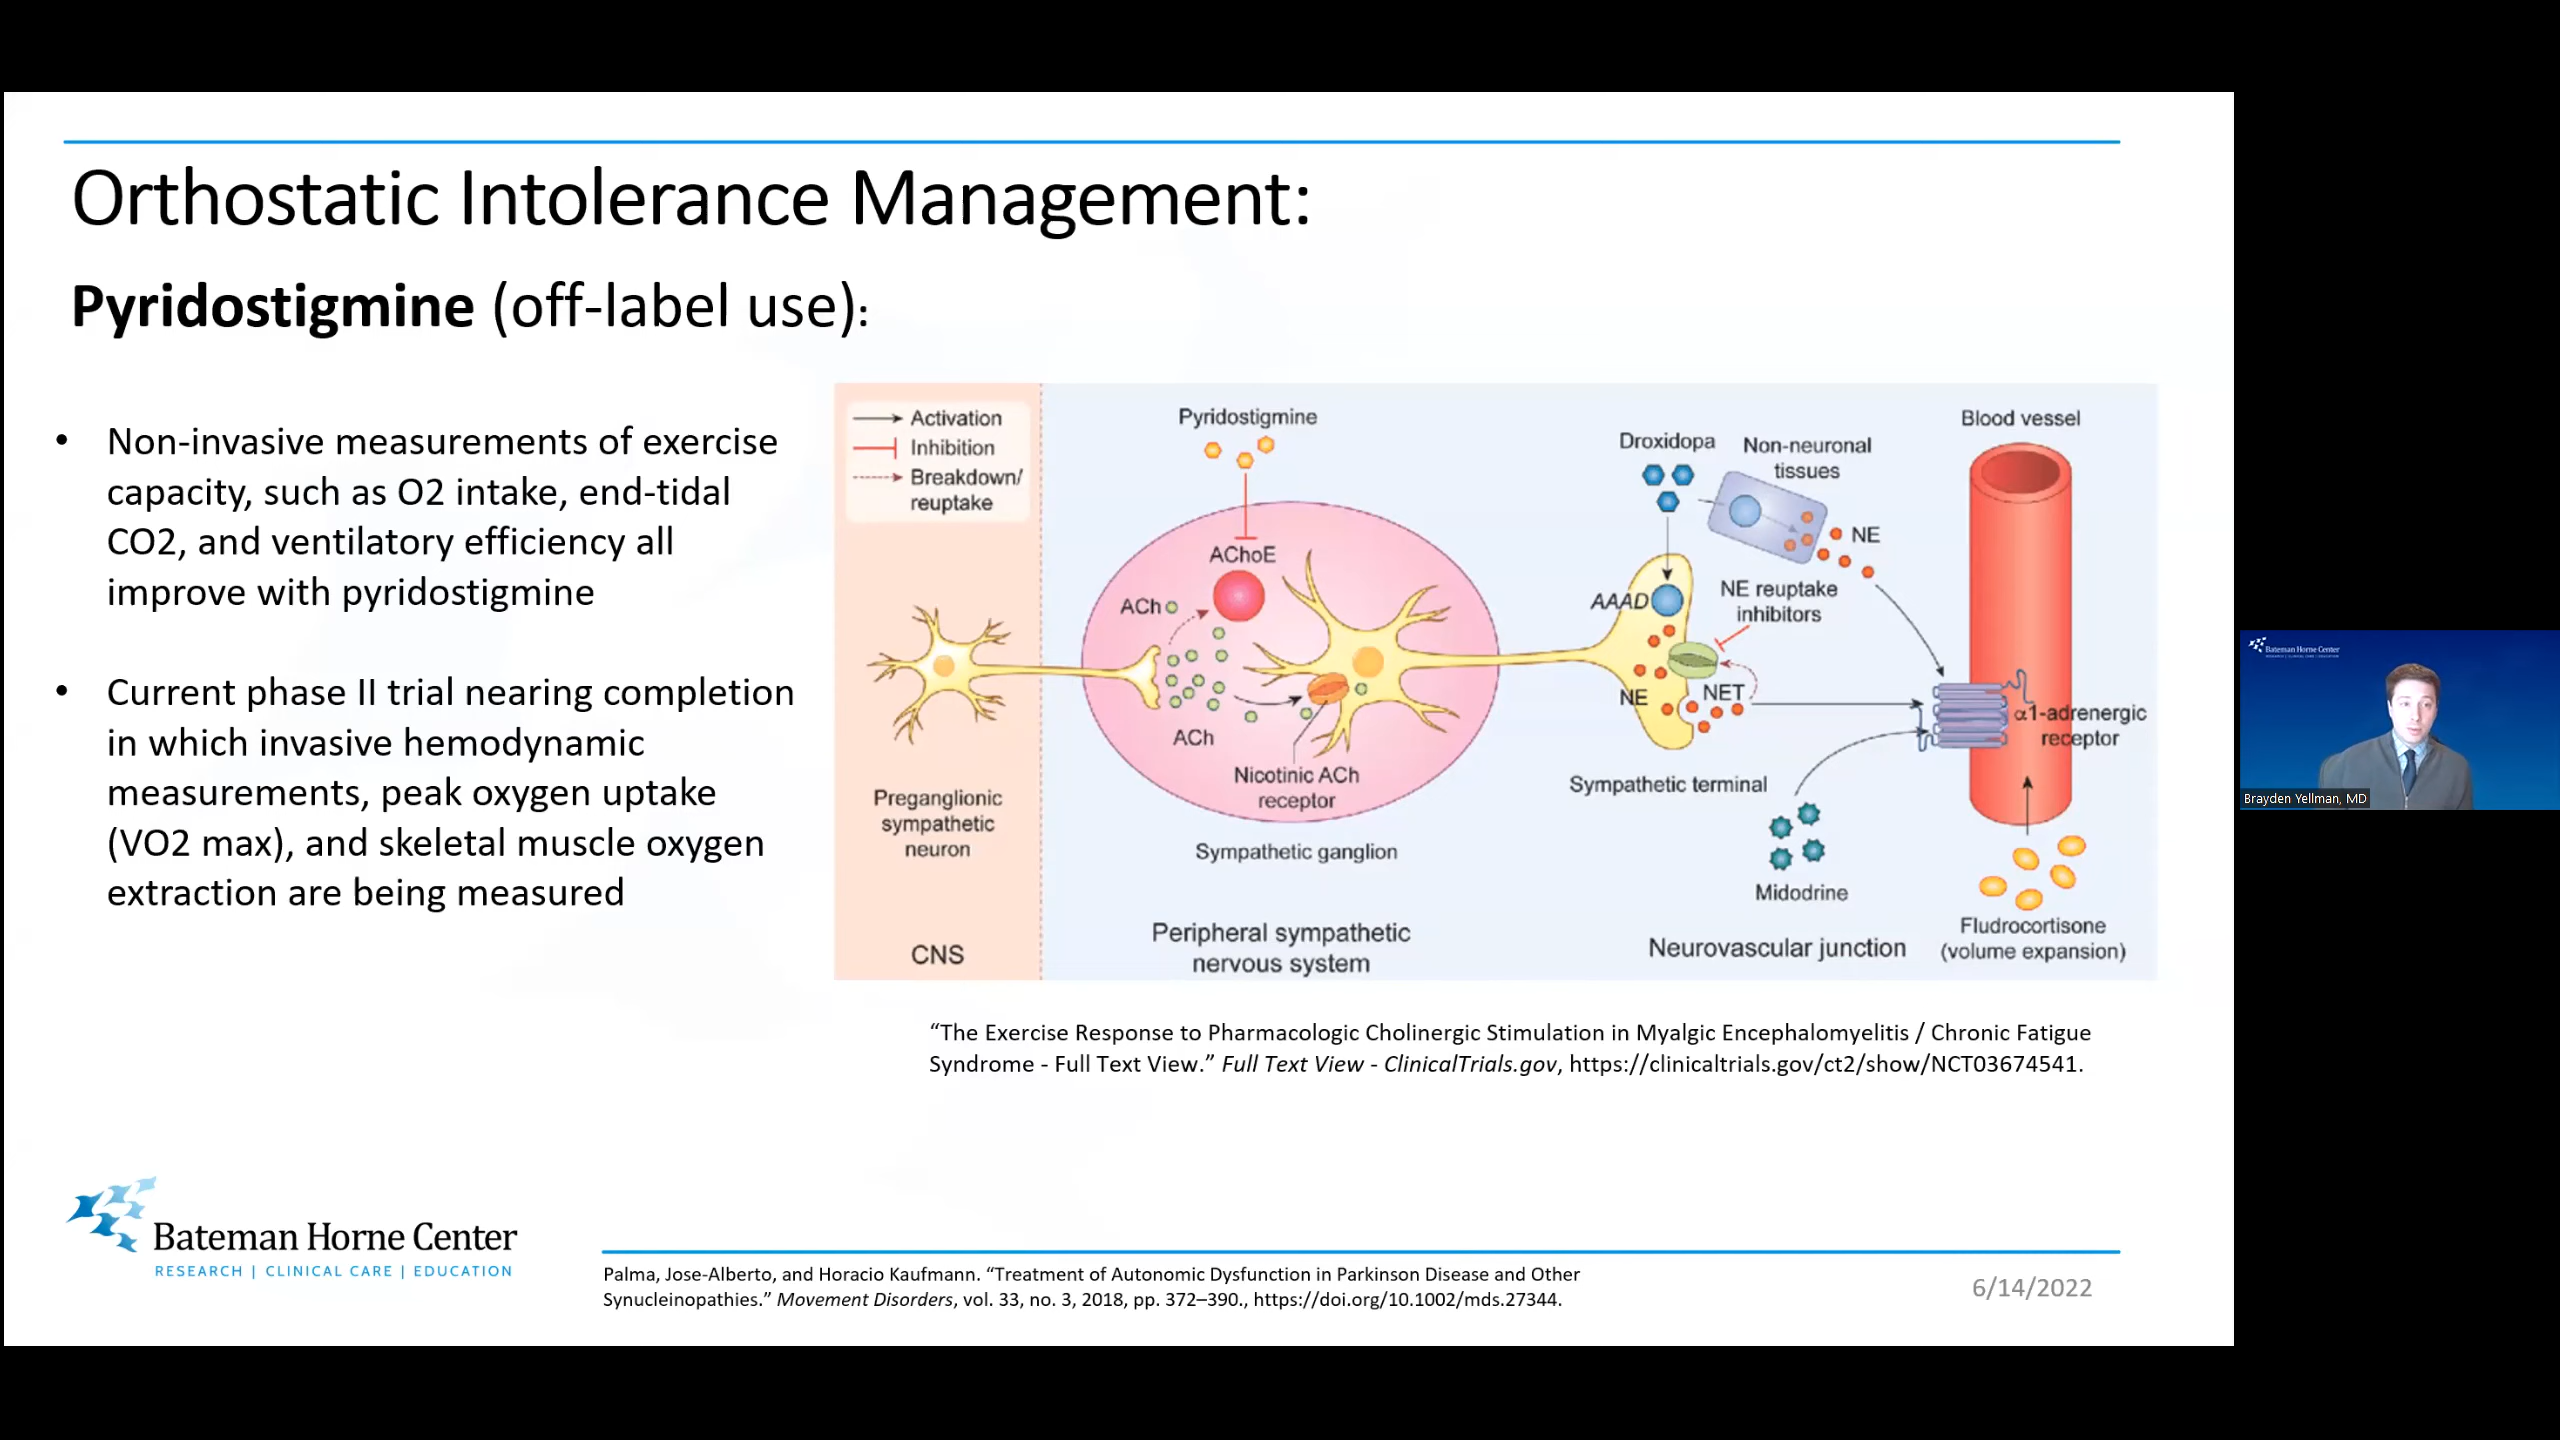 Orthostatic Intolerance Management:
Pyridostigmine (off-label use):
• Non-invasive measurements of exercise
capacity, such as O2 intake, end-tidal
CO2, and ventilatory efficiency all
improve with pyridostigmine
• Current phase II trial nearing completion
in which invasive hemodynamic
measurements, peak oxygen uptake
(VO2 max), and skeletal muscle oxygen
extraction are being measured
Activation
Inhibition
Breakdown/
reuptake
Preganglionic
sympathetic
neuron
CNS
Pyridostigmine
AChoE
ACh
ACh
Nicotinic ACh
receptor
Sympathetic ganglion
Peripheral sympathetic
nervous system
Droxidopa
Non-neuronal
tissues
NE
AAAD
NE reuptake
inhibitors
NE
NET
Sympathetic terminal
Midodrine
Neurovascular junction
Blood vessel
α1-adrenergic
receptor
Fludrocortisone
(volume expansion)
“The Exercise Response to Pharmacologic Cholinergic Stimulation in Myalgic Encephalomyelitis / Chronic Fatigue
Syndrome - Full Text View.” Full Text View - ClinicalTrials.gov, https://clinicaltrials.gov/ct2/show/NCT03674541.
Bateman Horne Center
RESEARCH | CLINICAL CARE | EDUCATION
Palma, Jose-Alberto, and Horacio Kaufmann. “Treatment of Autonomic Dysfunction in Parkinson Disease and Other
Synucleinopathies.” Movement Disorders, vol. 33, no. 3, 2018, pp. 372–390., https://doi.org/10.1002/mds.27344.
6/14/2022
Bateman Horne Center
Brayden Yellman, MD